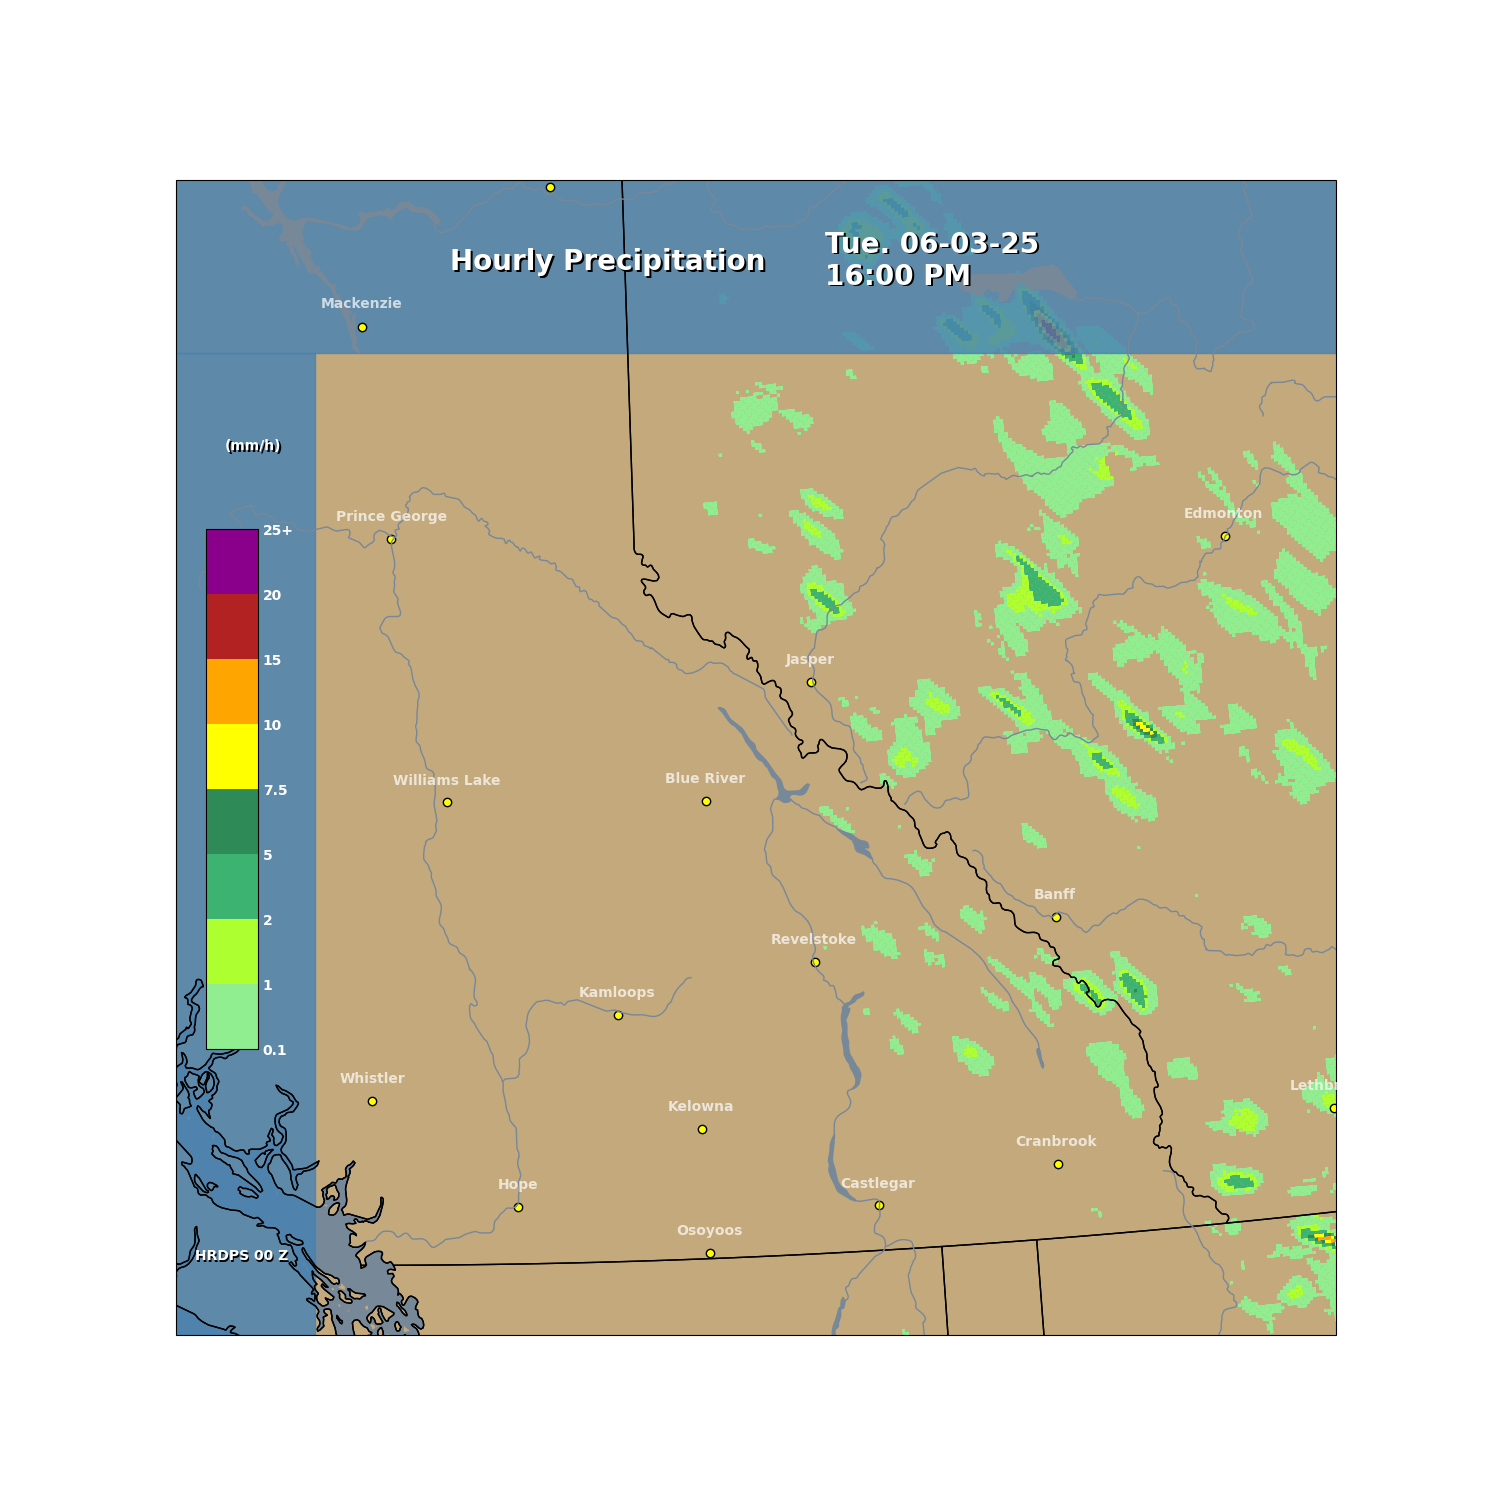 Tue. 06-03-25
Hourly Precipitation
16:00 PM
Mackenzie
(mm/h)
Edmonton
Prince George
25+
20
15
10
7.5
5
2
1
0.1
Jasper
Williams Lake
Blue River
Banff
Revelstoke
Kamloops
Whistler
Lethbr
Kelowna
Cranbrook
Hope
Castlegar
Osoyoos
HRDPS 00 Z